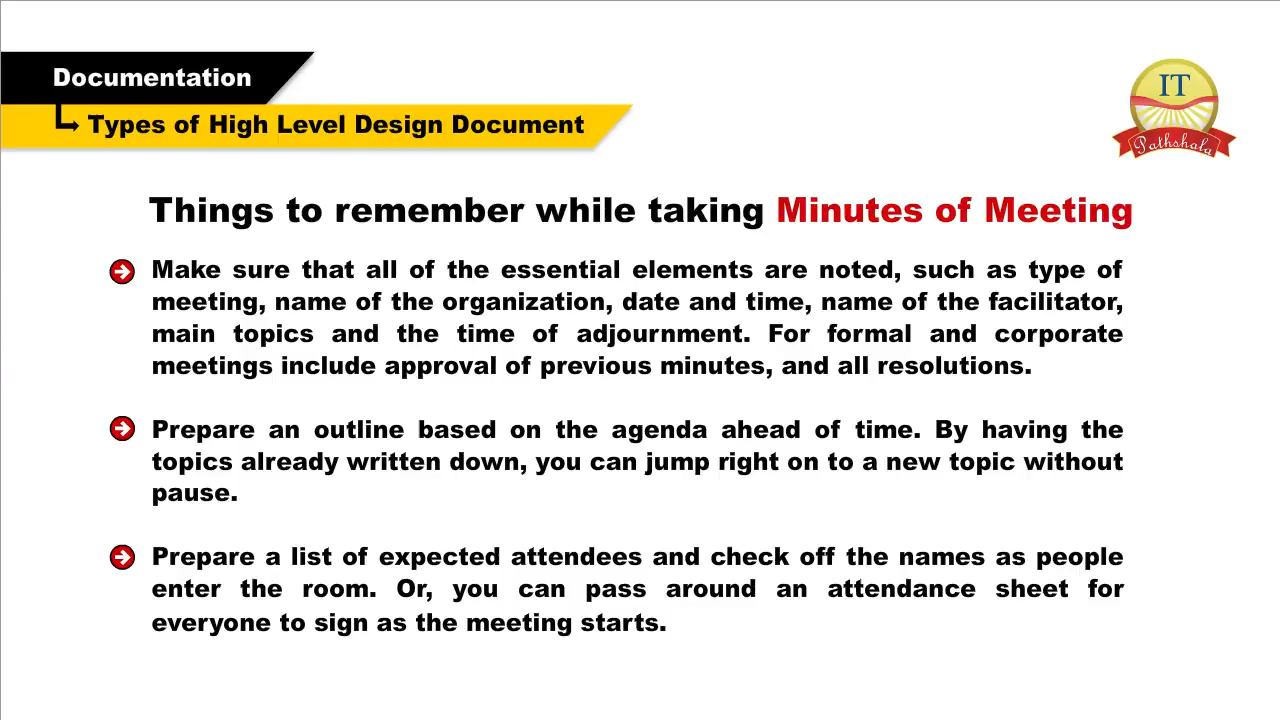 Documentation
Types of High Level Design Document
IT
Pathshala
Things to remember while taking Minutes of Meeting
Make sure that all of the essential elements are noted, such as type of
meeting, name of the organization, date and time, name of the facilitator,
main topics and the time of adjournment. For formal and corporate
meetings include approval of previous minutes, and all resolutions.
Prepare an outline based on the agenda ahead of time. By having the
topics already written down, you can jump right on to a new topic without
pause.
Prepare a list of expected attendees and check off the names as people
enter the room. Or, you can pass around an attendance sheet for
everyone to sign as the meeting starts.